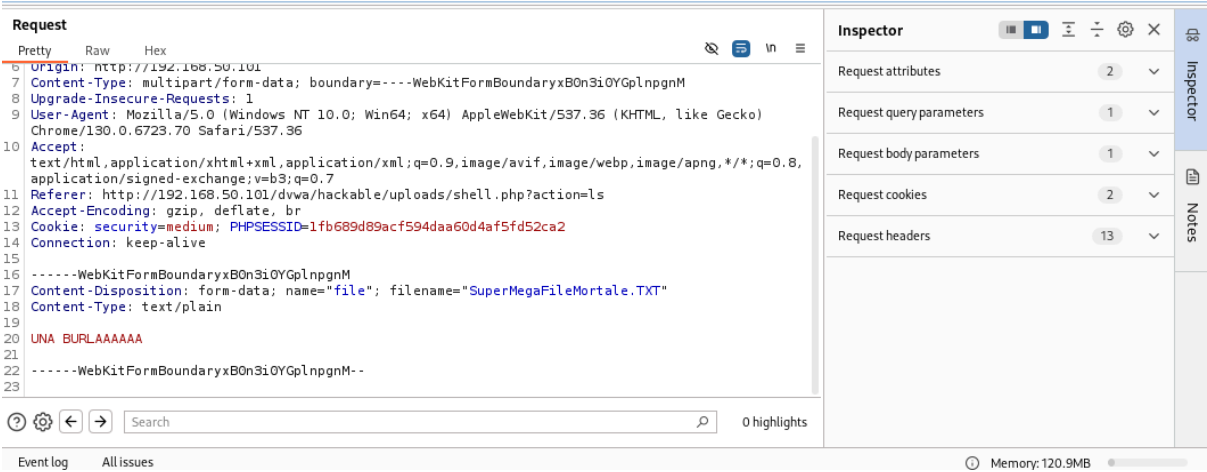 Request
Pretty Raw Hex
\n
6 Origin: http://192.168.50.101
7 Content-Type: multipart/form-data; boundary=----WebKitFormBoundaryxBOn3i0YGplnpgnM
8 Upgrade-Insecure-Requests: 1
9 User-Agent: Mozilla/5.0 (Windows NT 10.0; Win64; x64) AppleWebKit/537.36 (KHTML, like Gecko)
Chrome/130.0.6723.70 Safari/537.36
10 Accept:
text/html,application/xhtml+xml,application/xml;q=0.9,image/avif,image/webp,image/apng,*/*;q=0.8,
application/signed-exchange;v=b3;q=0.7
11 Referer: http://192.168.50.101/dvwa/hackable/uploads/shell.php?action=ls
12 Accept-Encoding: gzip, deflate, br
13 Cookie: security=medium; PHPSESSID=1fb689d89acf594daa60d4af5fd52ca2
14 Connection: keep-alive
15
16 ------WebKitFormBoundaryxBOn3i0YGplnpgnM
17 Content-Disposition: form-data; name="file"; filename="SuperMegaFileMortale.TXT"
18 Content-Type: text/plain
19
20 UNA BURLAAAAAA
21
22 ------WebKitFormBoundaryxBOn3i0YGplnpgnM--
23
Search
0 highlights
Inspector
Request attributes 2
Request query parameters 1
Request body parameters 1
Request cookies 2
Request headers 13
Inspector
Notes
Event log All issues
Memory: 120.9MB